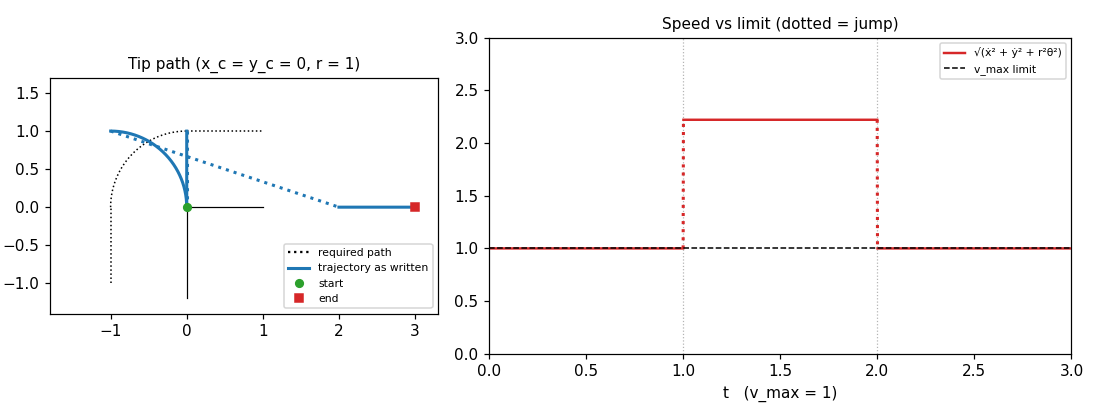 Tip path (x_c = y_c = 0, r = 1)
1.5
1.0
0.5
0.0
−0.5
−1.0
−1
0
1
2
3
required path
trajectory as written
start
end
Speed vs limit (dotted = jump)
3.0
2.5
2.0
1.5
1.0
0.5
0.0
0.0
0.5
1.0
1.5
2.0
2.5
3.0
√(ẋ² + ẏ² + r²θ̇²)
v_max limit
t (v_max = 1)